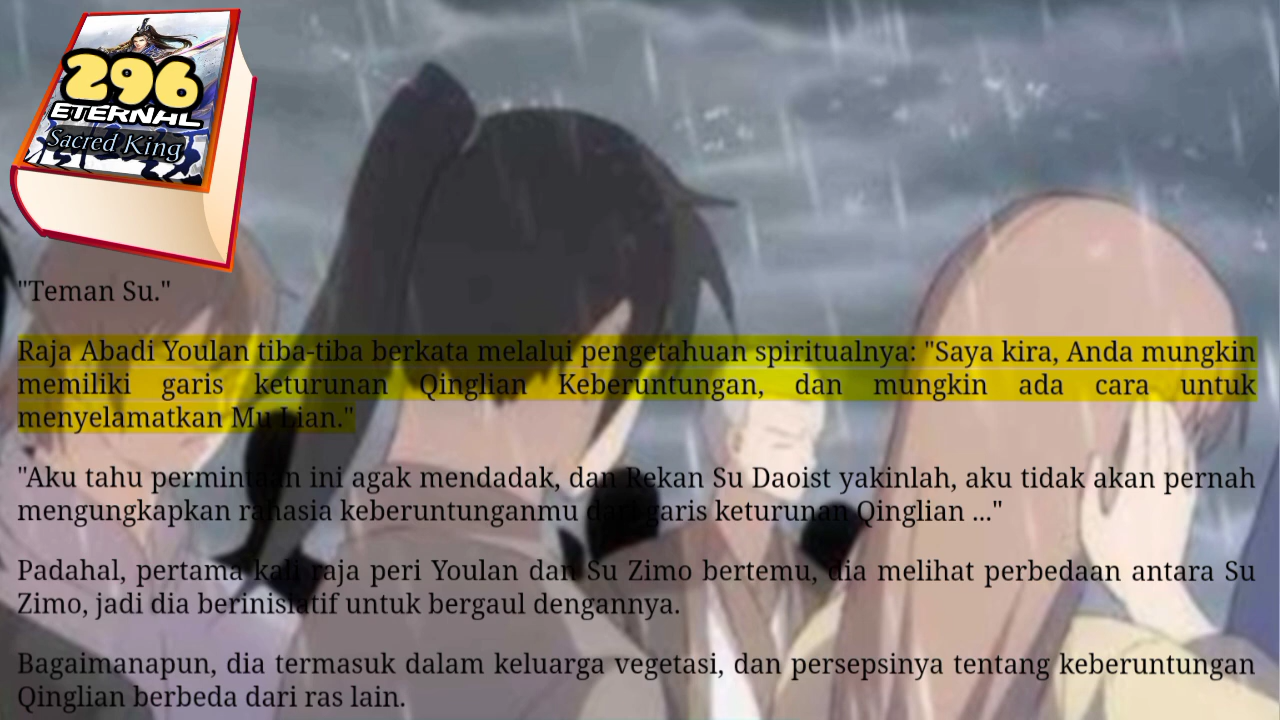 296
ETERNAL
Sacred King
"Teman Su."
Raja Abadi Youlan tiba-tiba berkata melalui pengetahuan spiritualnya: "Saya kira, Anda mungkin
memiliki garis keturunan Qinglian Keberuntungan, dan mungkin ada cara untuk
menyelamatkan Mu Lian."
"Aku tahu permintaan ini agak mendadak, dan Rekan Su Daoist yakinlah, aku tidak akan pernah
mengungkapkan rahasia keberuntunganmu dari garis keturunan Qinglian ..."
Padahal, pertama kali raja peri Youlan dan Su Zimo bertemu, dia melihat perbedaan antara Su
Zimo, jadi dia berinisiatif untuk bergaul dengannya.
Bagaimanapun, dia termasuk dalam keluarga vegetasi, dan persepsinya tentang keberuntungan
Qinglian berbeda dari ras lain.